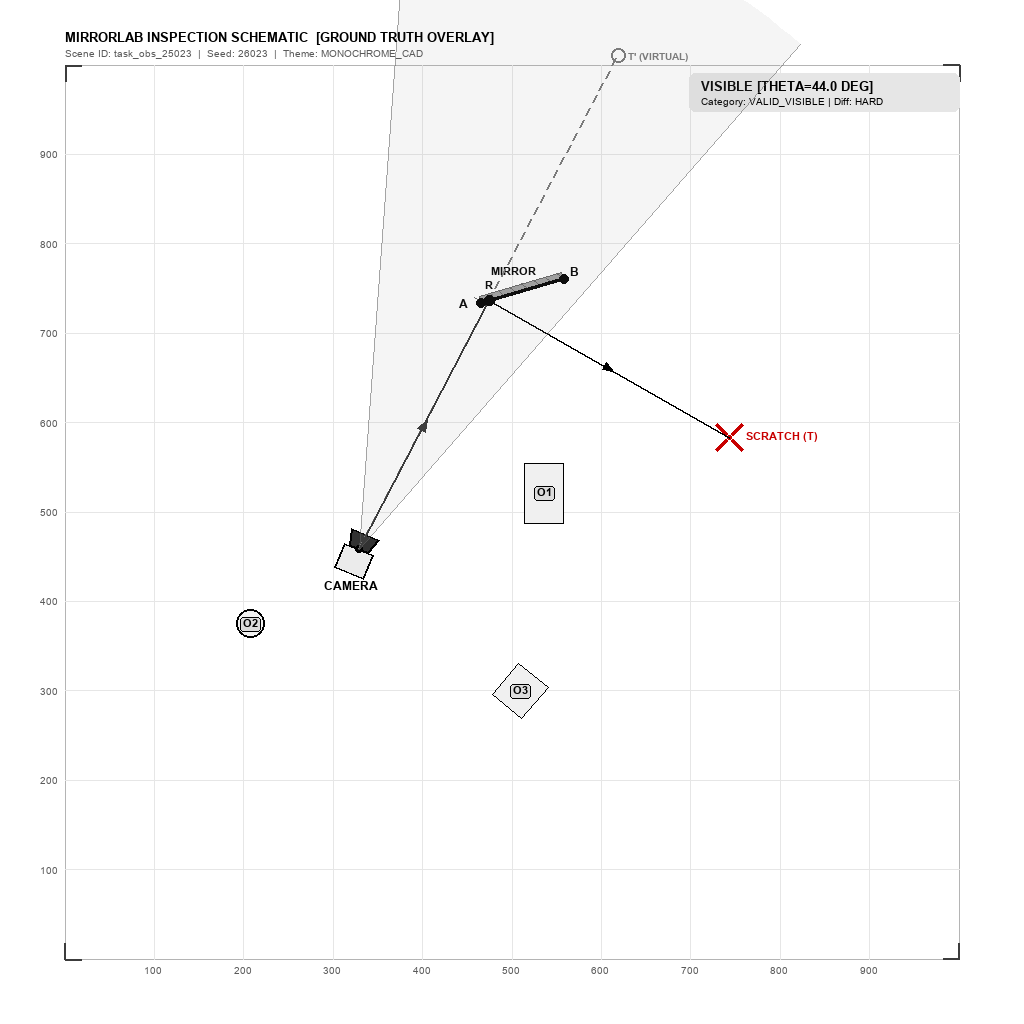 MIRRORLAB INSPECTION SCHEMATIC [GROUND TRUTH OVERLAY]
Scene ID: task_obs_25023 | Seed: 26023 | Theme: MONOCHROME_CAD
T' (VIRTUAL)
VISIBLE [THETA=44.0 DEG]
Category: VALID_VISIBLE | Diff: HARD
900
800
MIRROR
B
R
A
700
600
SCRATCH (T)
O1
500
CAMERA
400
O2
300
O3
200
100
100 200 300 400 500 600 700 800 900